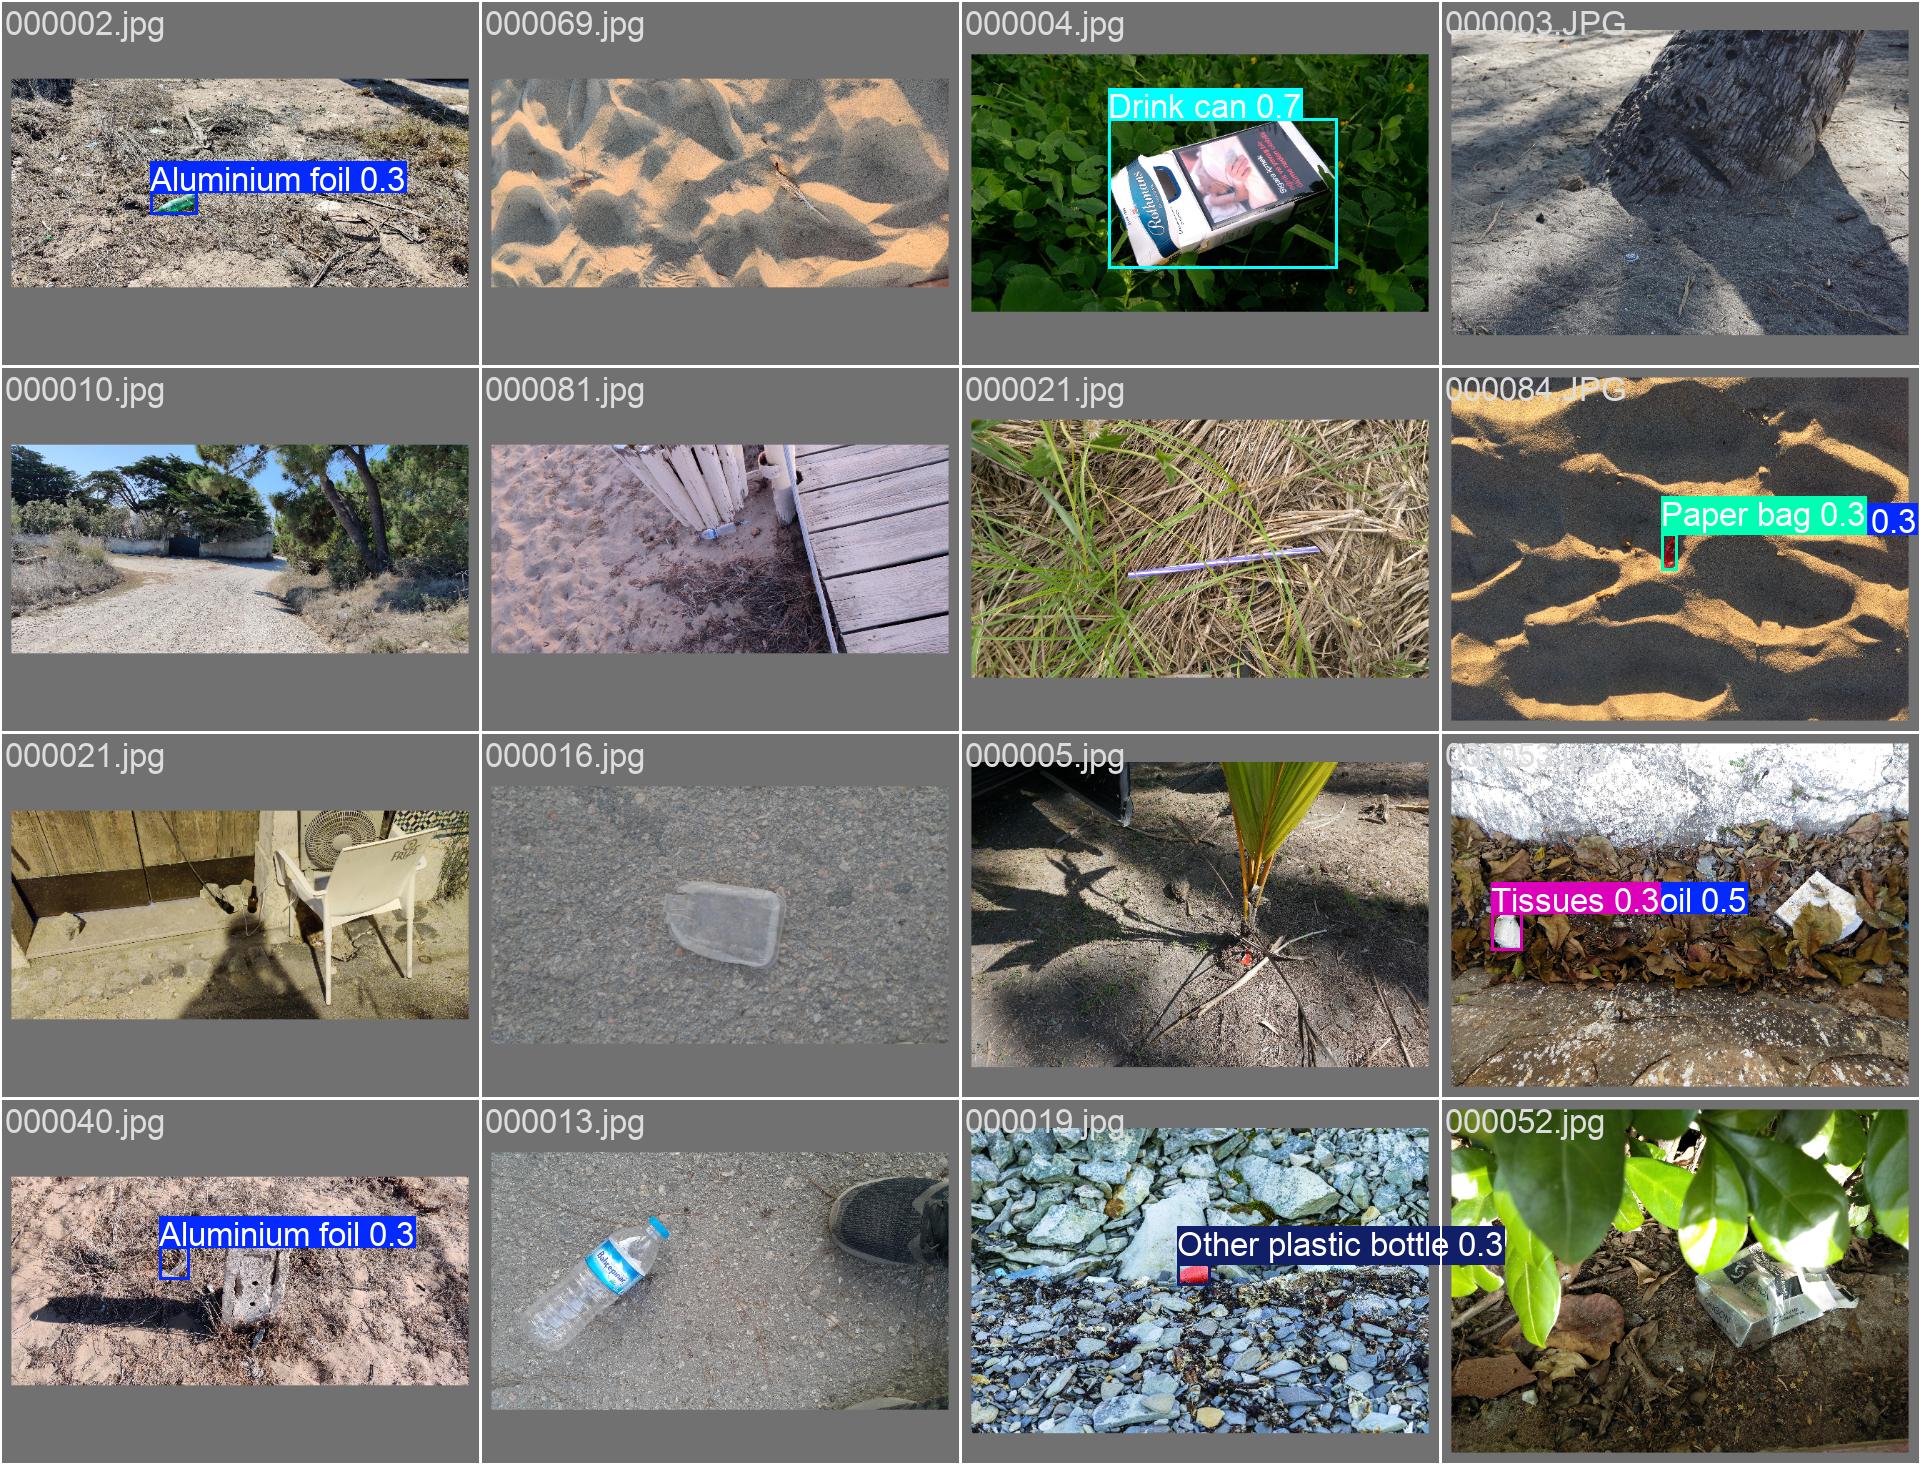 000002.jpg
000069.jpg
000004.jpg
000003.JPG
Aluminium foil 0.3
Drink can 0.7
Rothmans
000010.jpg
000081.jpg
000021.jpg
000084.JPG
Paper bag 0.3
0.3
000021.jpg
000016.jpg
000005.jpg
Tissues 0.3
oil 0.5
000040.jpg
000013.jpg
000019.jpg
000052.jpg
Aluminium foil 0.3
Other plastic bottle 0.3